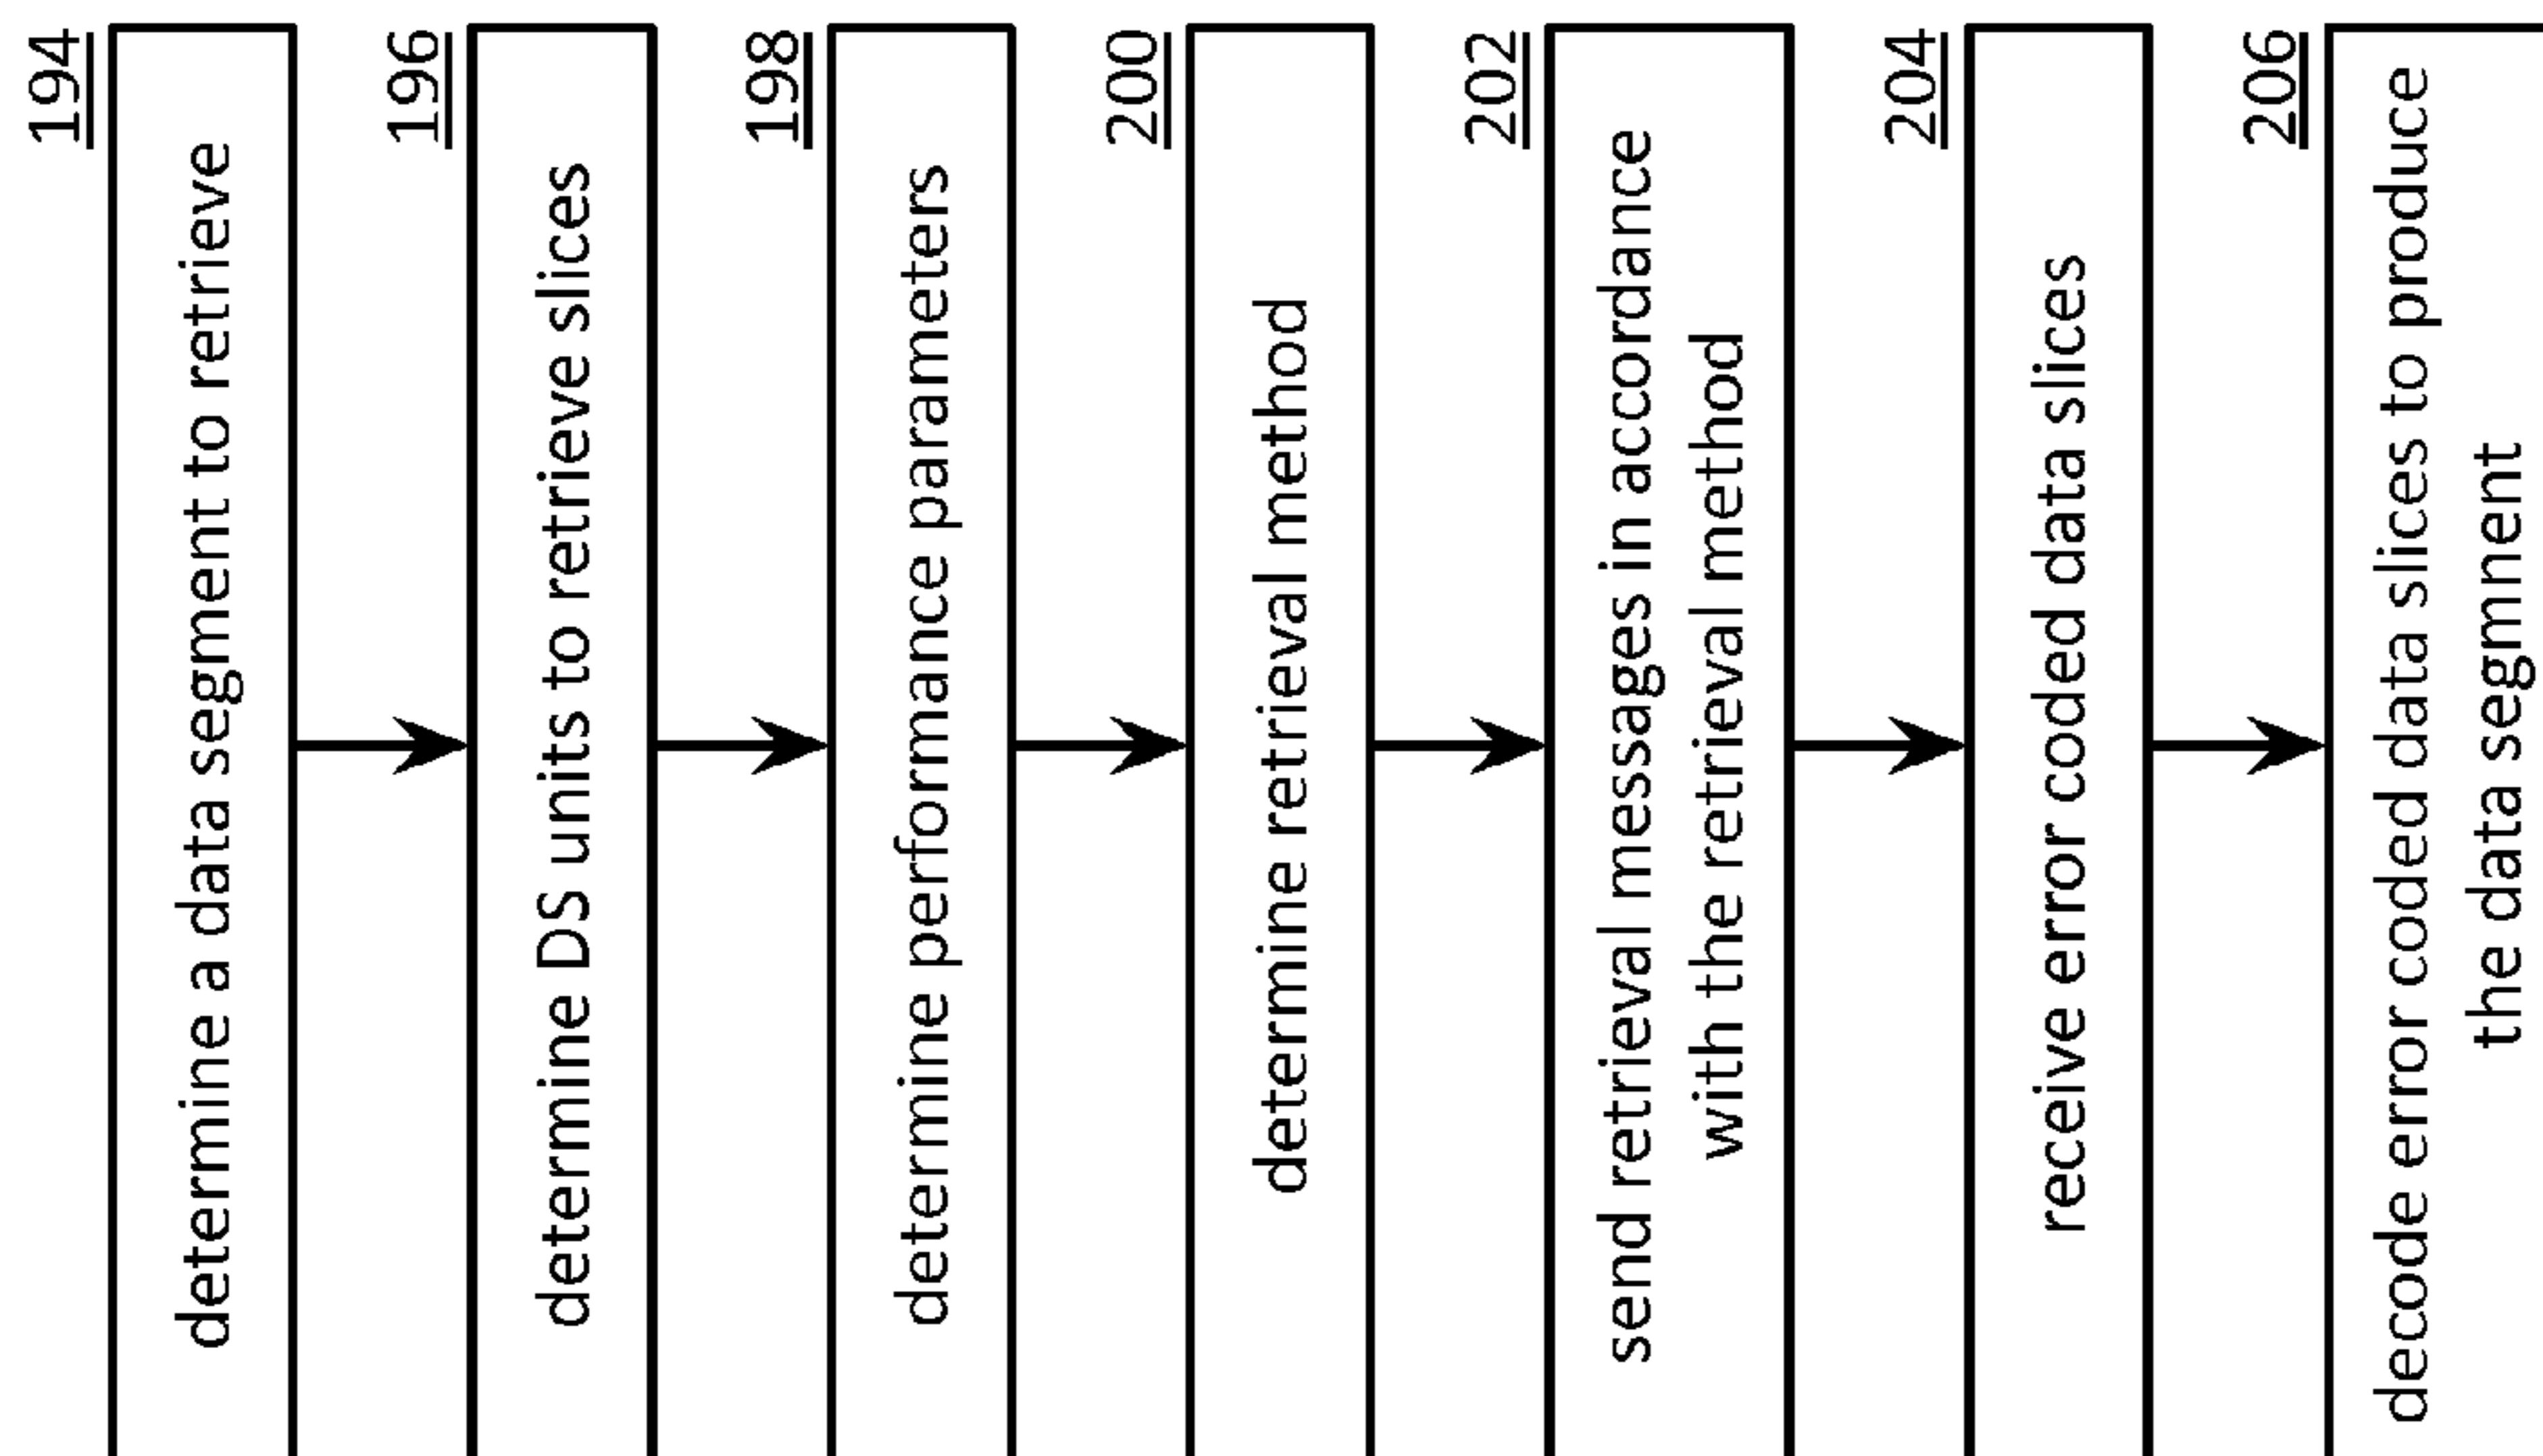 194
determine a data segment to retrieve
196
determine DS units to retrieve slices
198
determine performance parameters
200
determine retrieval method
202
send retrieval messages in accordance
with the retrieval method
204
receive error coded data slices
206
decode error coded data slices to produce
the data segment